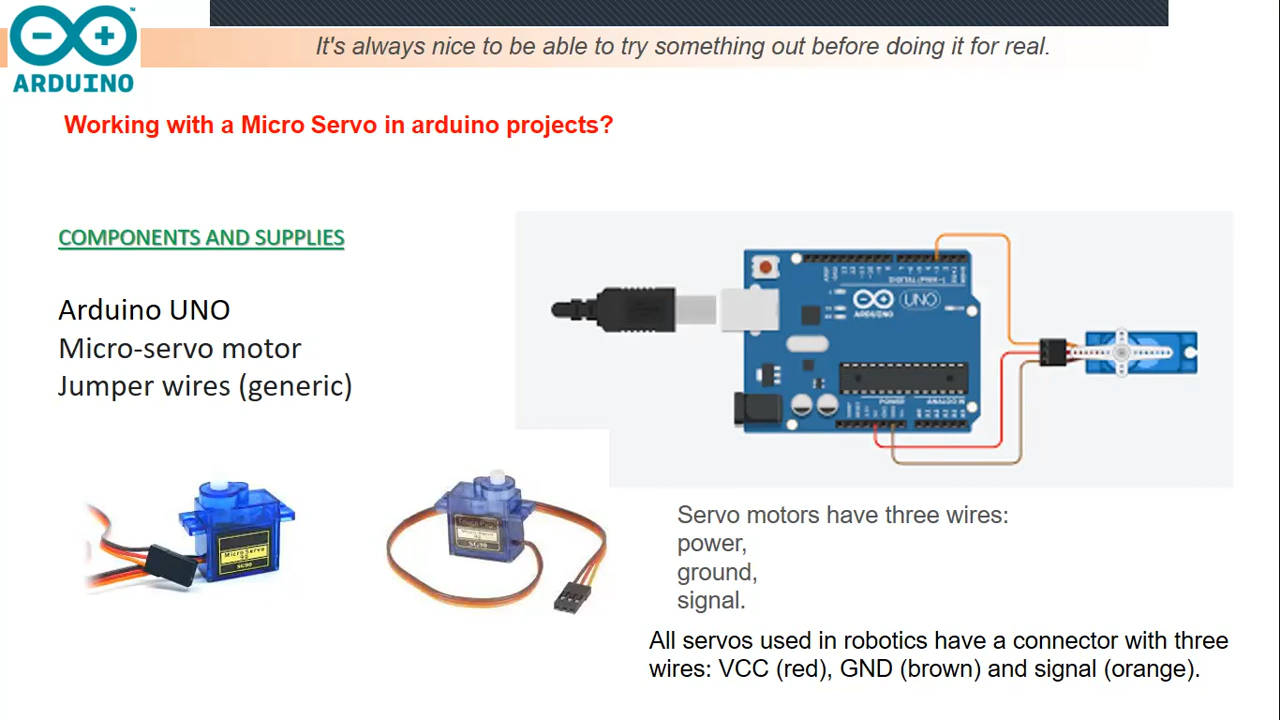 It's always nice to be able to try something out before doing it for real.
ARDUINO
Working with a Micro Servo in arduino projects?
COMPONENTS AND SUPPLIES
Arduino UNO
Micro-servo motor
Jumper wires (generic)
UNO
ARDUINO
Micro Servo
SG90
SG90
Servo motors have three wires:
power,
ground,
signal.
All servos used in robotics have a connector with three
wires: VCC (red), GND (brown) and signal (orange).